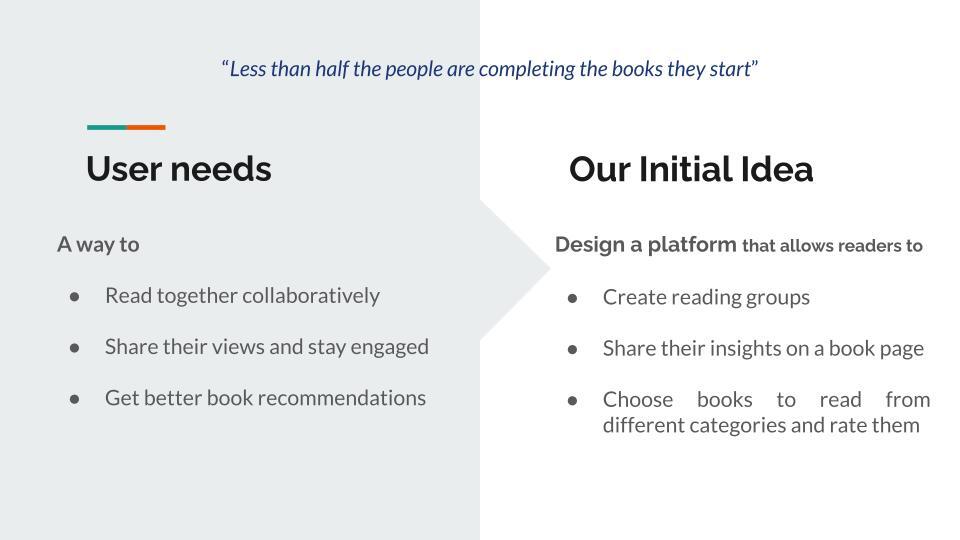 “Less than half the people are completing the books they start”
User needs
A way to
● Read together collaboratively
● Share their views and stay engaged
● Get better book recommendations
Our Initial Idea
Design a platform that allows readers to
● Create reading groups
● Share their insights on a book page
● Choose books to read from
different categories and rate them